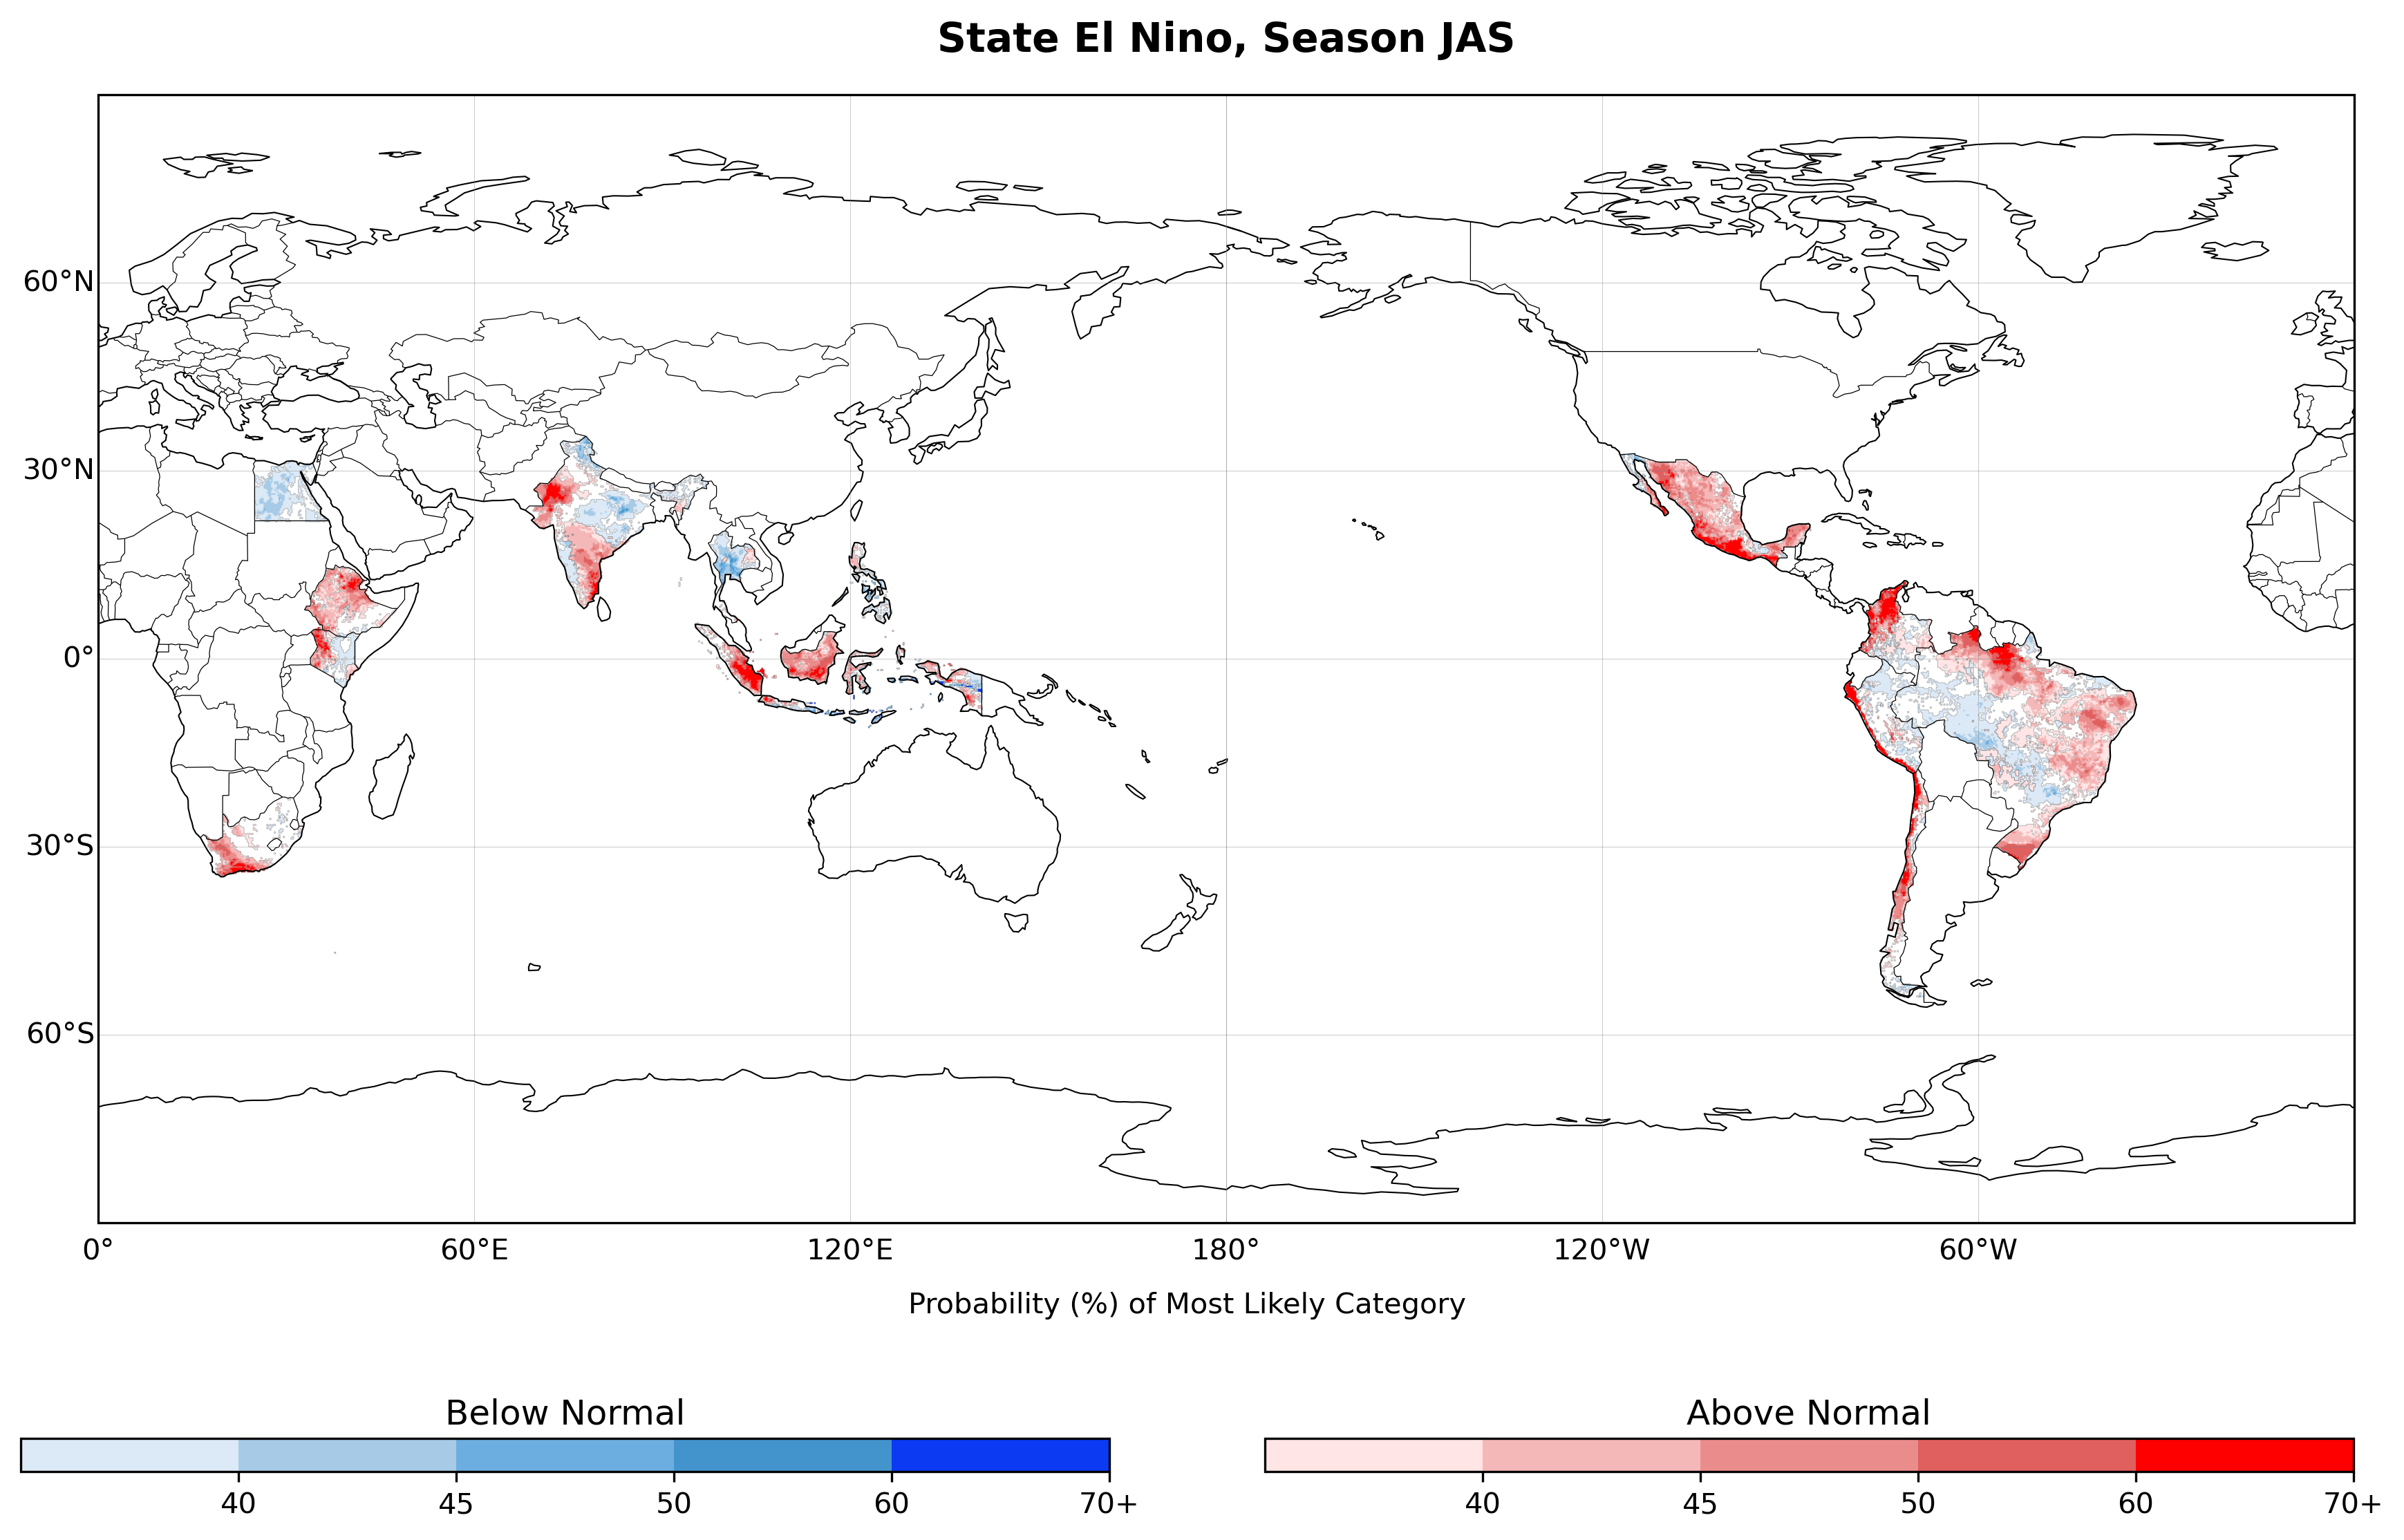 State El Nino, Season JAS
60°N
30°N
0°
30°S
60°S
0° 60°E 120°E 180° 120°W 60°W
Probability (%) of Most Likely Category
Below Normal Above Normal
40 45 50 60 70+ 40 45 50 60 70+